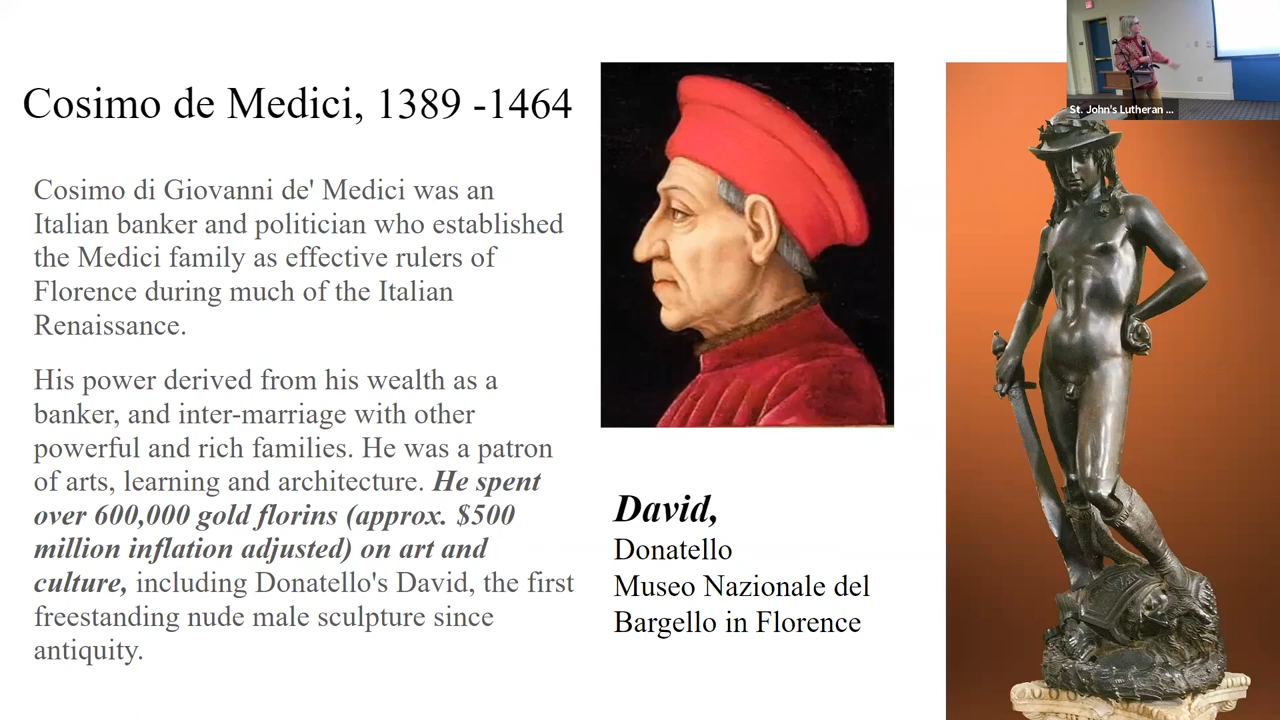 Cosimo de Medici, 1389 -1464
Cosimo di Giovanni de' Medici was an
Italian banker and politician who established
the Medici family as effective rulers of
Florence during much of the Italian
Renaissance.
His power derived from his wealth as a
banker, and inter-marriage with other
powerful and rich families. He was a patron
of arts, learning and architecture. He spent
over 600,000 gold florins (approx. $500
million inflation adjusted) on art and
culture, including Donatello's David, the first
freestanding nude male sculpture since
antiquity.
David,
Donatello
Museo Nazionale del
Bargello in Florence
St. John's Lutheran ...